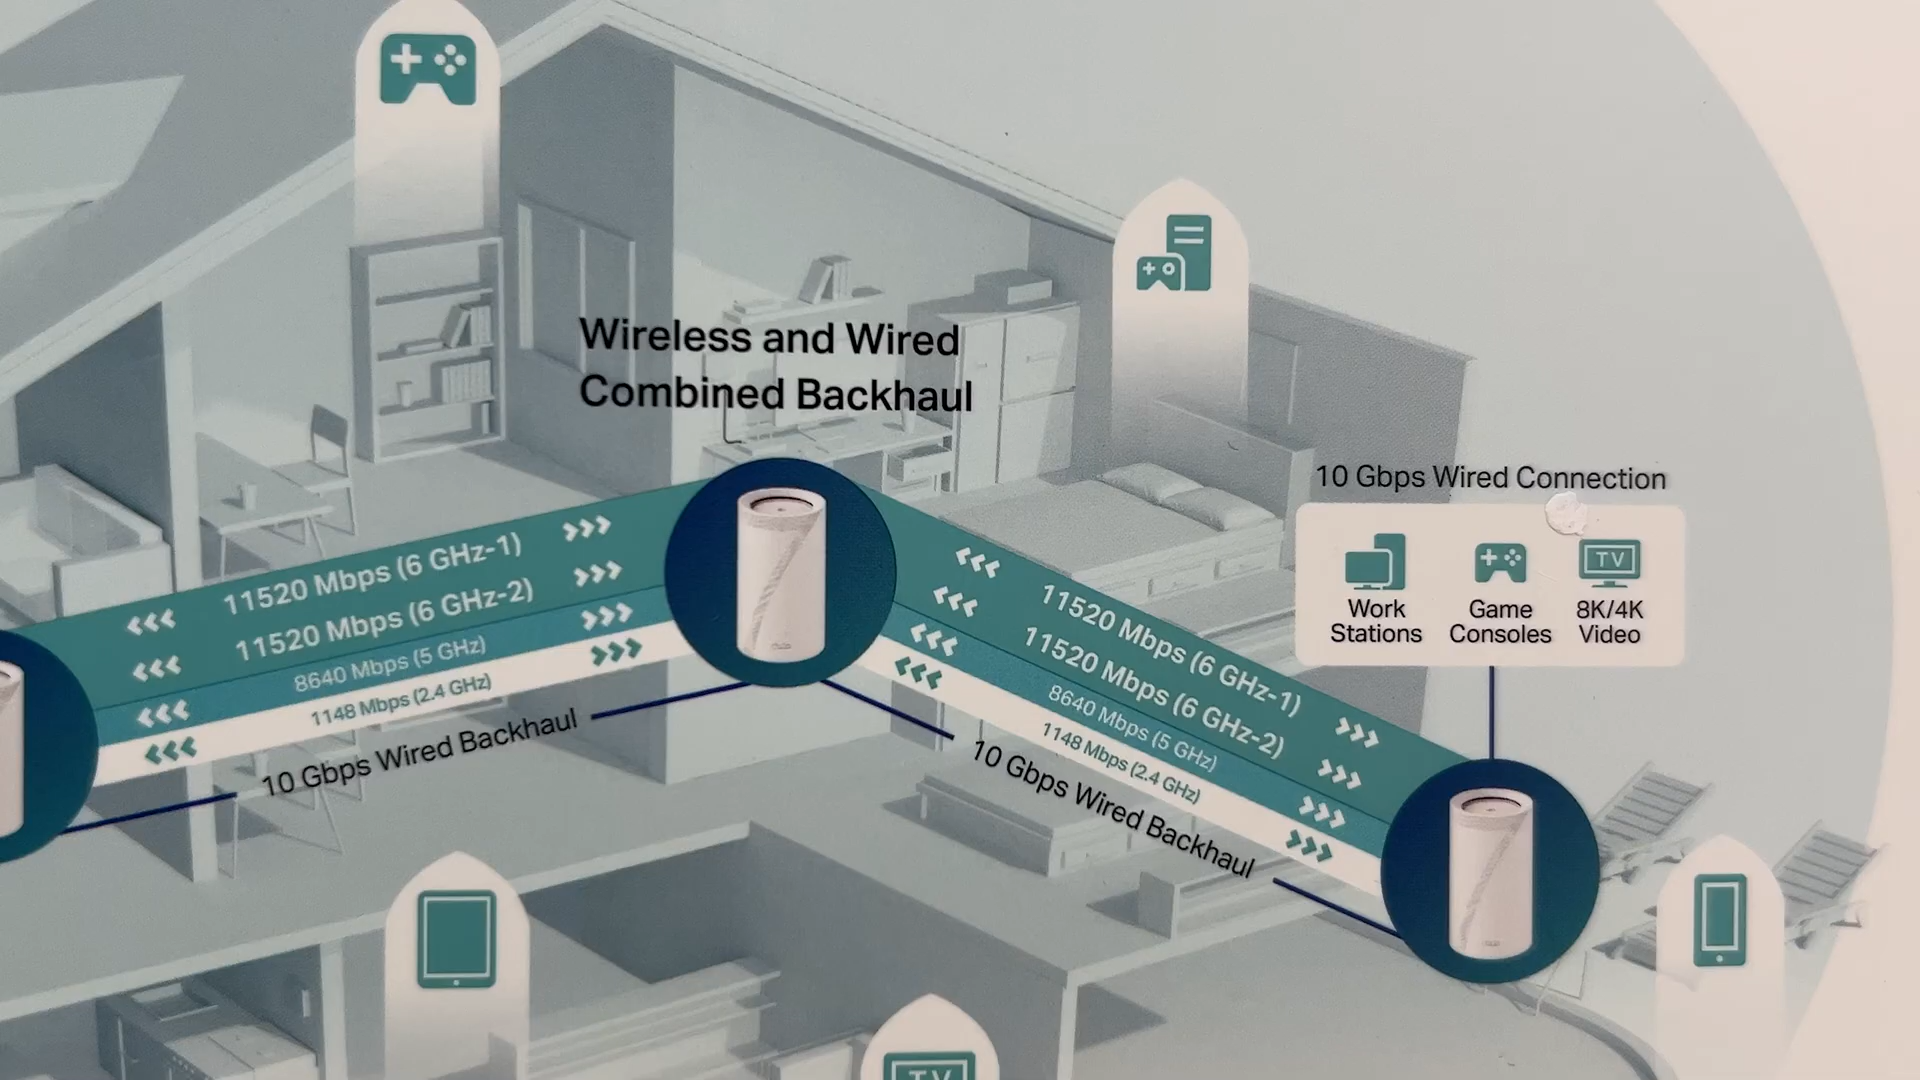 Wireless and Wired
Combined Backhaul
11520 Mbps (6 GHz-1)
11520 Mbps (6 GHz-2)
8640 Mbps (5 GHz)
1148 Mbps (2.4 GHz)
10 Gbps Wired Backhaul
11520 Mbps (6 GHz-1)
11520 Mbps (6 GHz-2)
8640 Mbps (5 GHz)
1148 Mbps (2.4 GHz)
10 Gbps Wired Backhaul
10 Gbps Wired Connection
TV
Work
Stations
Game
Consoles
8K/4K
Video
TV